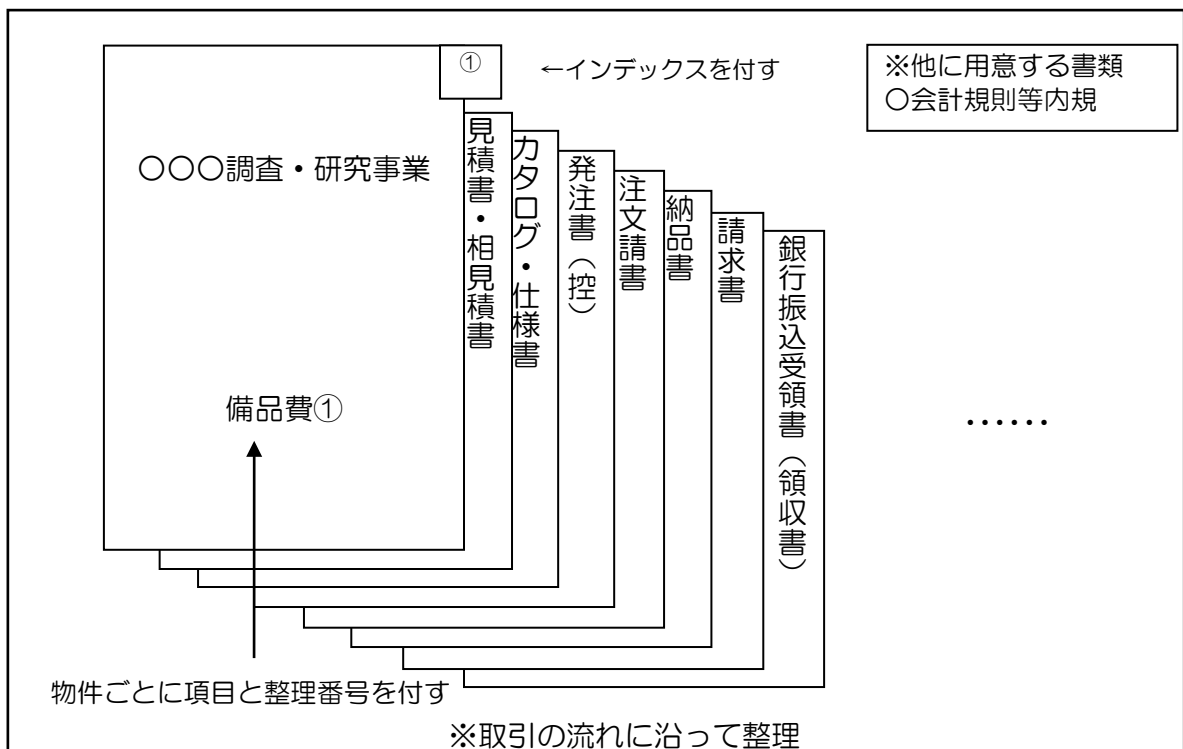 ①
←インデックスを付す
※他に用意する書類
〇会計規則等内規
〇〇〇調査・研究事業
備品費①
見積書・相見積書
カタログ・仕様書
発注書（控）
注文請書
納品書
請求書
銀行振込受領書（領収書）
・・・・・・
物件ごとに項目と整理番号を付す
※取引の流れに沿って整理